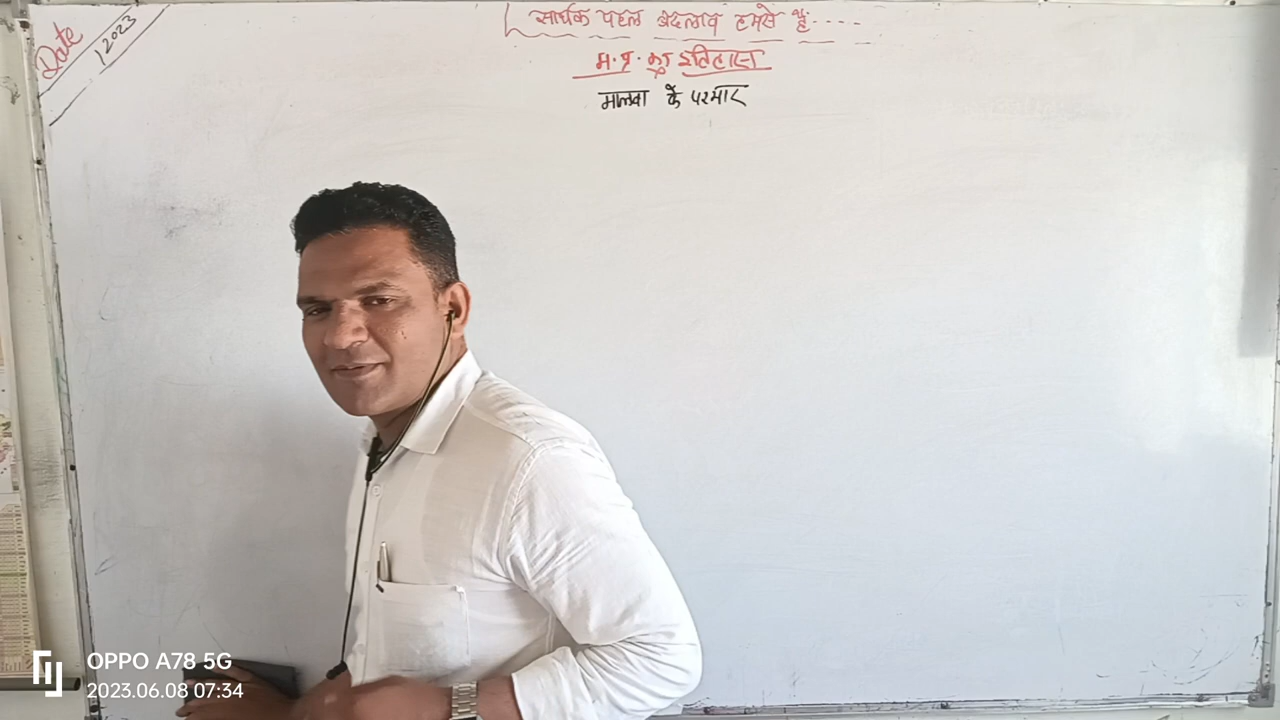 सार्थक पहल बदलाव हमसे है....
म.प्र. का इतिहास
मालवा के परमार
Date
/2023
OPPO A78 5G
2023.06.08 07:34